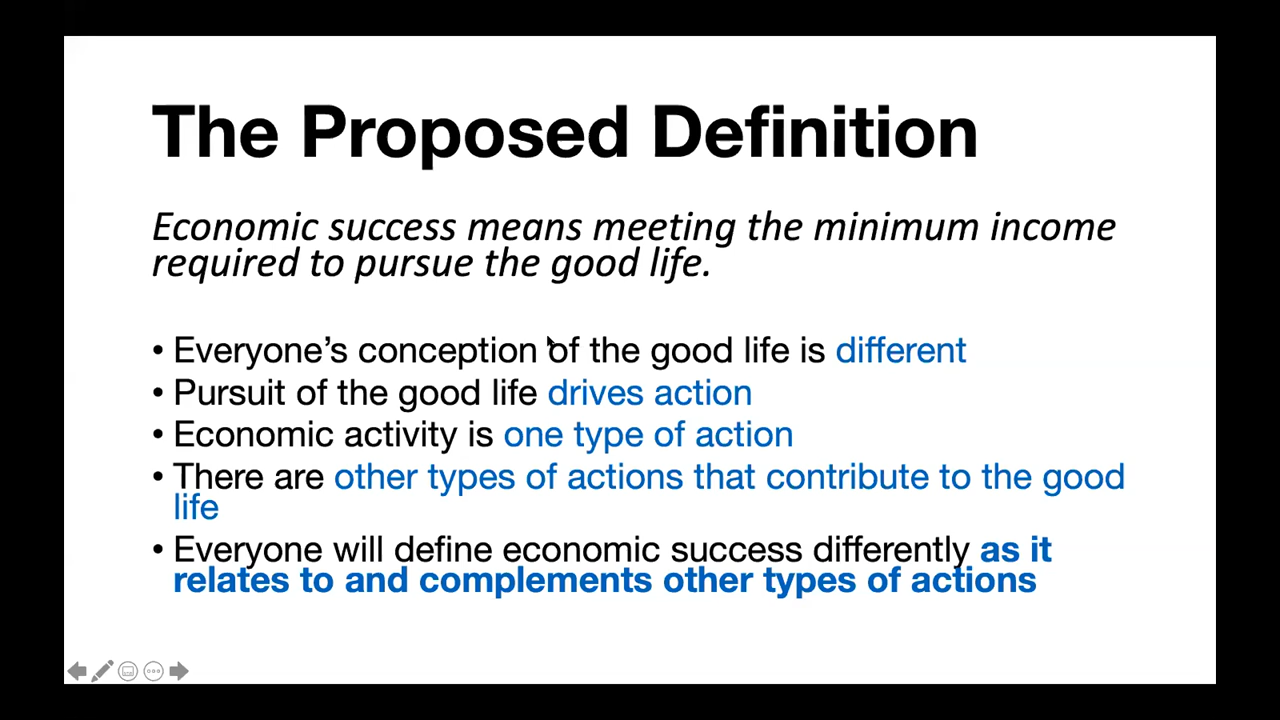 The Proposed Definition
Economic success means meeting the minimum income
required to pursue the good life.
• Everyone’s conception of the good life is different
• Pursuit of the good life drives action
• Economic activity is one type of action
• There are other types of actions that contribute to the good
life
• Everyone will define economic success differently as it
relates to and complements other types of actions